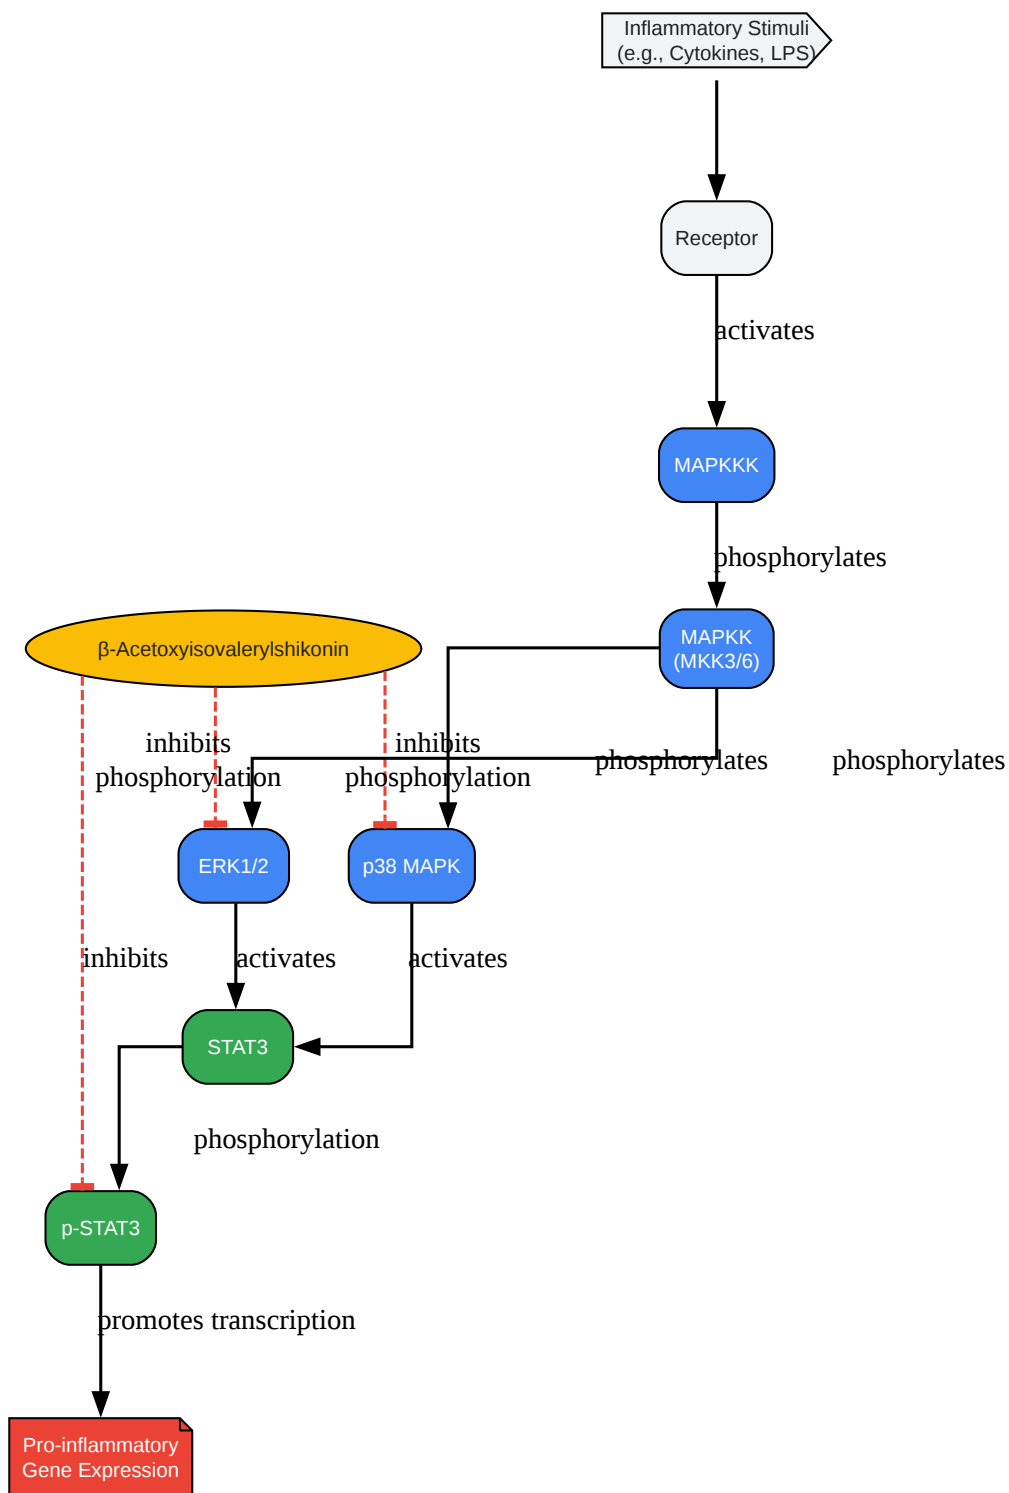 Inflammatory Stimuli
(e.g., Cytokines, LPS)
Receptor
activates
MAPKKK
phosphorylates
MAPKK
(MKK3/6)
β-Acetoxyisovalerylshikonin
inhibits
phosphorylation
inhibits
phosphorylation
phosphorylates
phosphorylates
ERK1/2
p38 MAPK
inhibits
activates
activates
STAT3
phosphorylation
p-STAT3
promotes transcription
Pro-inflammatory
Gene Expression